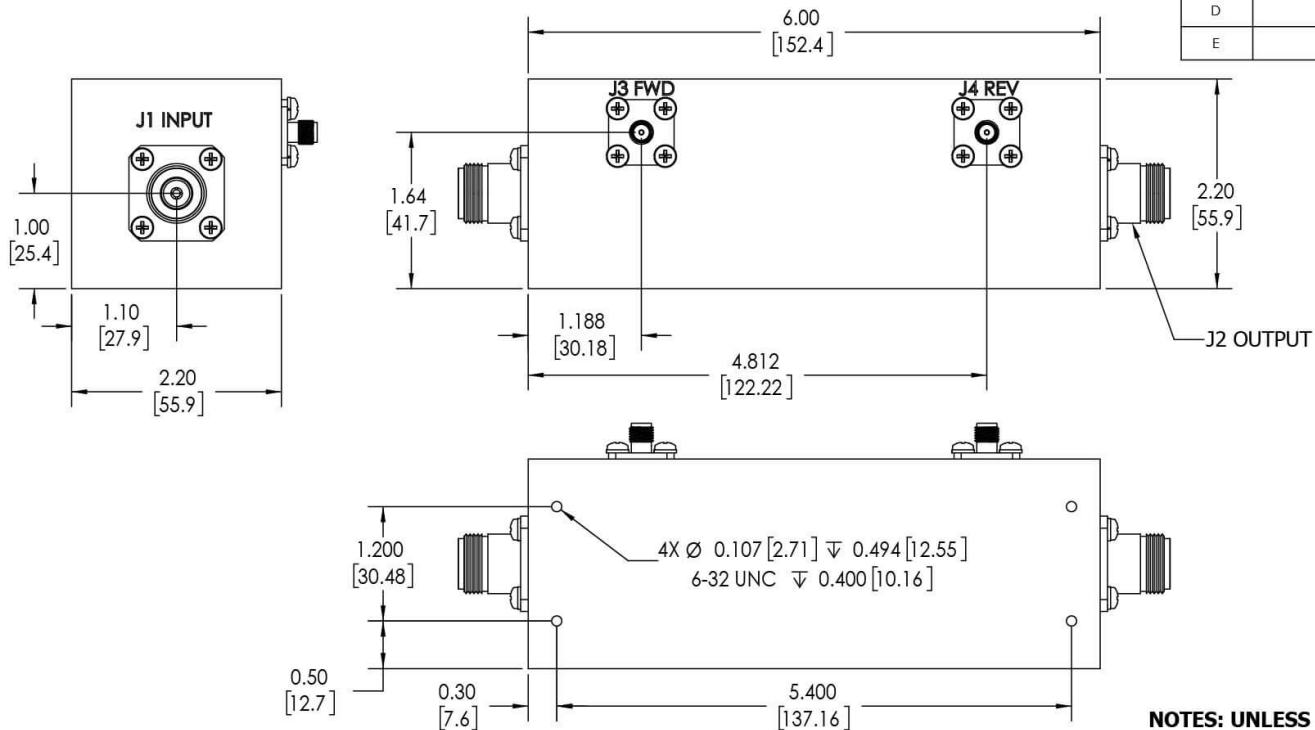 D
E
6.00
[152.4]
J1 INPUT
J3 FWD
J4 REV
1.00
[25.4]
1.64
[41.7]
2.20
[55.9]
1.10
[27.9]
1.188
[30.18]
J2 OUTPUT
2.20
[55.9]
4.812
[122.22]
1.200
[30.48]
4X Ø 0.107 [2.71] ↧ 0.494 [12.55]
6-32 UNC ↧ 0.400 [10.16]
0.50
[12.7]
0.30
[7.6]
5.400
[137.16]
NOTES: UNLESS